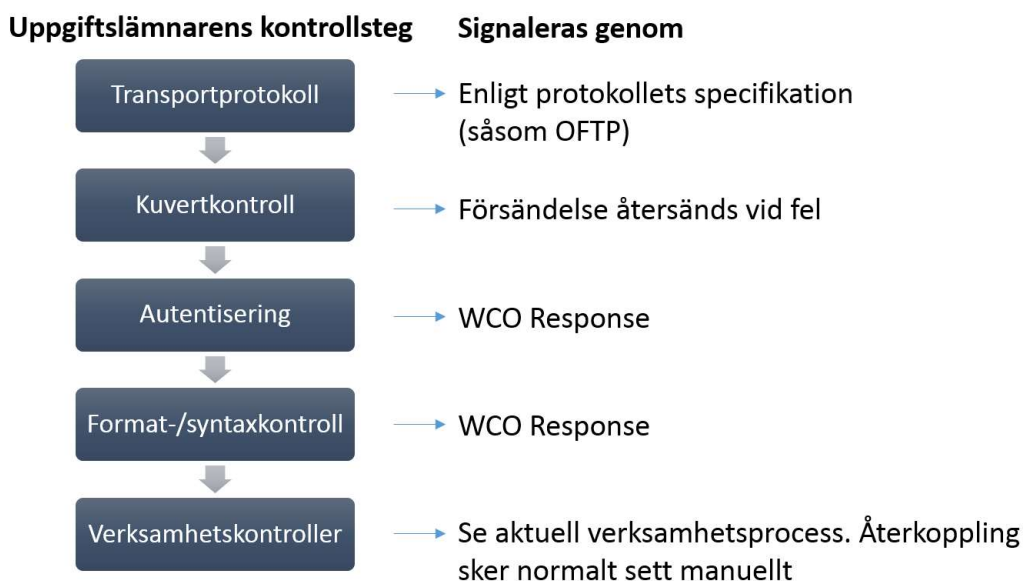 Uppgiftslämnarens kontrollsteg
Signaleras genom
Transportprotokoll
Enligt protokollets specifikation
(såsom OFTP)
Kuvertkontroll
Försändelse återsänds vid fel
Autentisering
WCO Response
Format-/syntaxkontroll
WCO Response
Verksamhetskontroller
Se aktuell verksamhetsprocess. Återkoppling
sker normalt sett manuellt